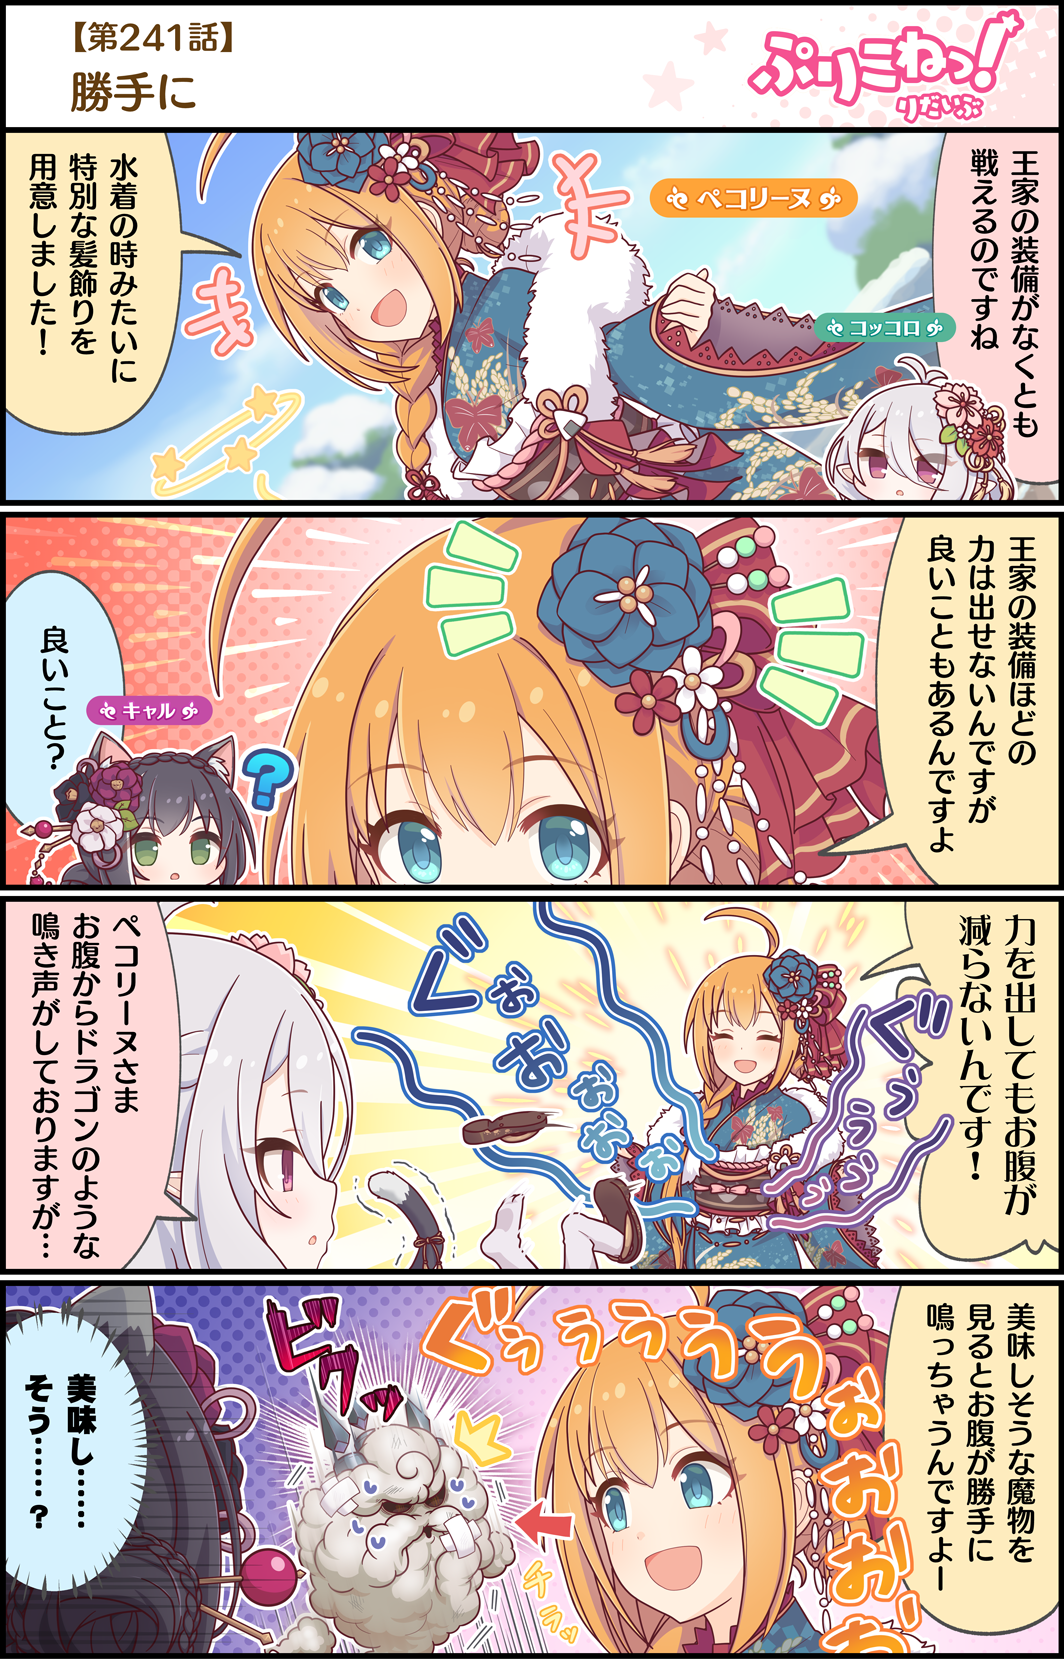 【第241話】
勝手に
ぷりこねっ!
りだいぶ
王家の装備がなくとも
戦えるのですね
ペコリーヌ
コッコロ
水着の時みたいに
特別な髪飾りを
用意しました!
王家の装備ほどの
力は出せないんですが
良いこともあるんですよ
良いこと?
キャル
?
力を出してもお腹が
減らないんです!
ぐぅぅぅ
ぐぉおおおおお
ペコリーヌさま
お腹からドラゴンのような
鳴き声がしておりますが…
美味しそうな魔物を
見るとお腹が勝手に
鳴っちゃうんですよー
ぐぅぅぅぅぅぉおおおお
ビクッ
チラッ
美味し……
そう………?